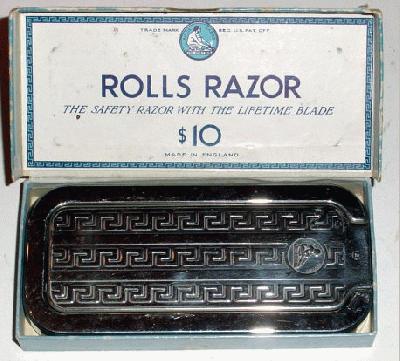 TRADE MARK REG. U.S. PAT. OFF.
ROLLS RAZOR
THE SAFETY RAZOR WITH THE LIFETIME BLADE
$10
MADE IN ENGLAND